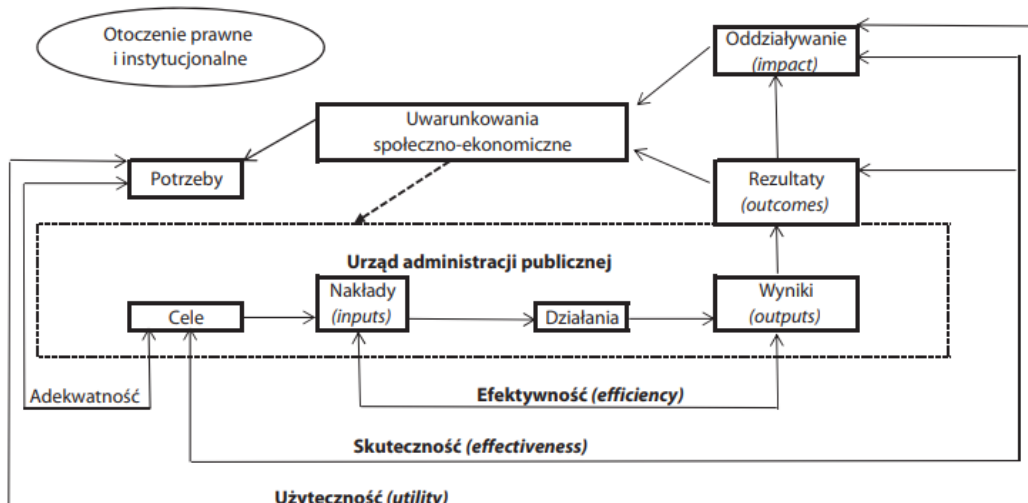 Otoczenie prawne
i instytucjonalne
Oddziaływanie
(impact)
Uwarunkowania
społeczno-ekonomiczne
Potrzeby
Rezultaty
(outcomes)
Urząd administracji publicznej
Cele
Nakłady
(inputs)
Działania
Wyniki
(outputs)
Adekwatność
Efektywność (efficiency)
Skuteczność (effectiveness)
Użyteczność (utility)